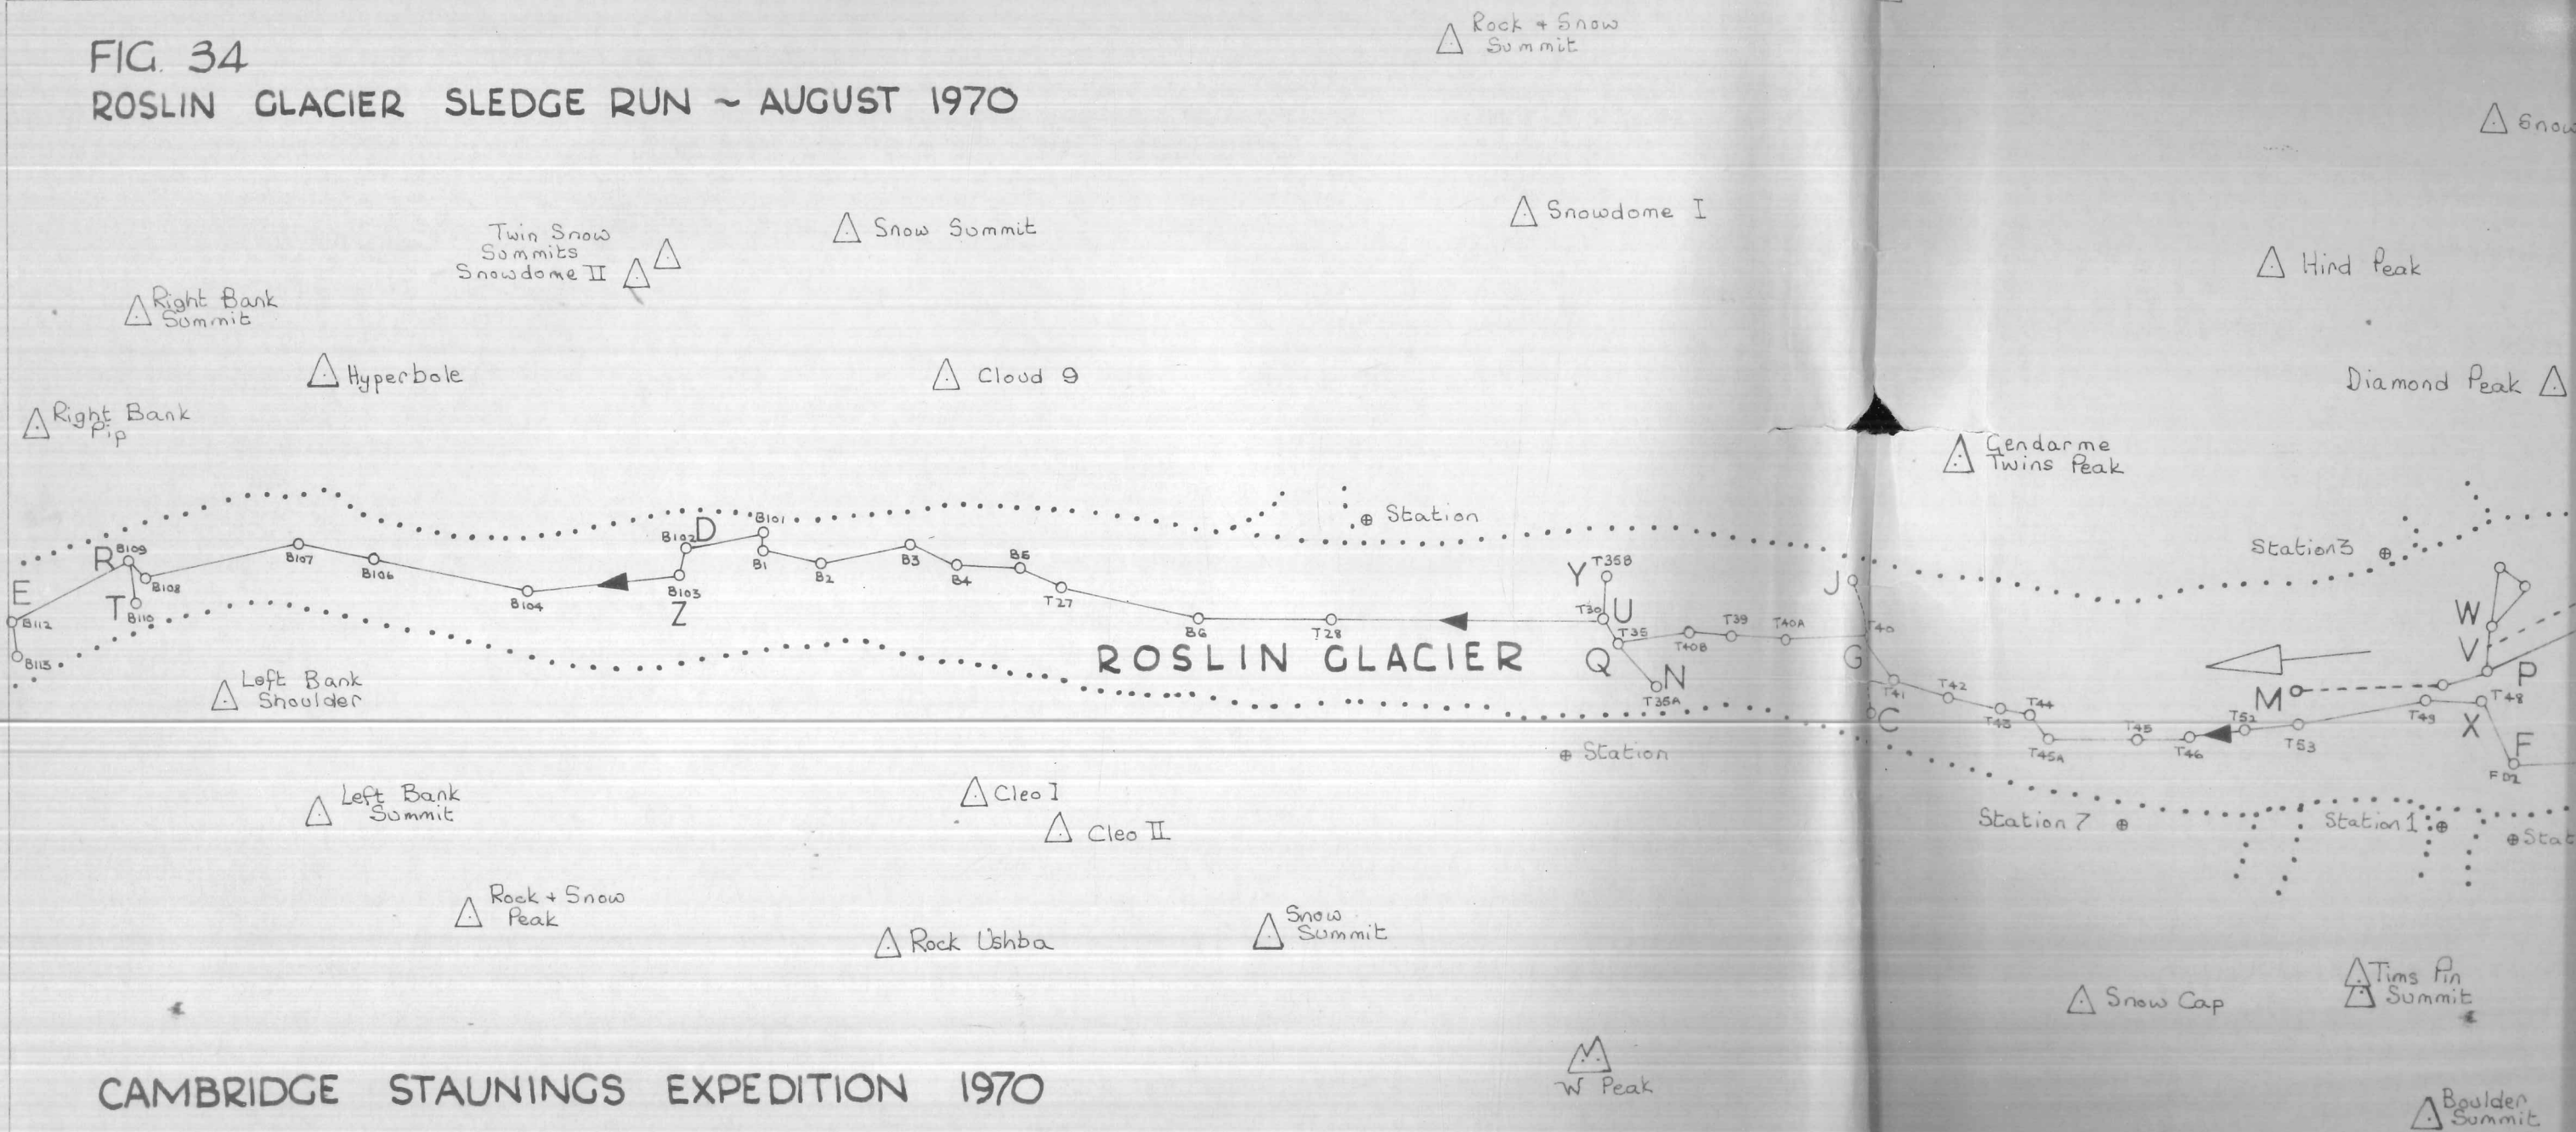 FIG. 34
ROSLIN GLACIER SLEDGE RUN ~ AUGUST 1970
Rock + Snow
Summit
Snow
Twin Snow
Summits
Snowdome II
Snow Summit
Snowdome I
Hind Peak
Right Bank
Summit
Hyperbole
Cloud 9
Diamond Peak
Right Bank
Pip
Gendarme
Twins Peak
Station
Station 3
E
B112
B113
R
B109
B108
T
B110
B107
B106
B104
B102
D
B103
Z
B101
B1
B2
B3
B4
B5
T27
B6
T28
ROSLIN GLACIER
Y
T35B
T30
U
T35
Q
N
T35A
T40B
T39
T40A
J
T40
G
T41
C
T42
T43
T44
T45A
T45
T46
T52
T53
M
T49
W
V
P
T48
X
F
FD2
Left Bank
Shoulder
Station
Station 7
Station 1
Stat
Left Bank
Summit
Cleo I
Cleo II
Rock + Snow
Peak
Rock Ushba
Snow
Summit
Snow Cap
Tims Pin
Summit
W Peak
Boulder
Summit
CAMBRIDGE STAUNINGS EXPEDITION 1970